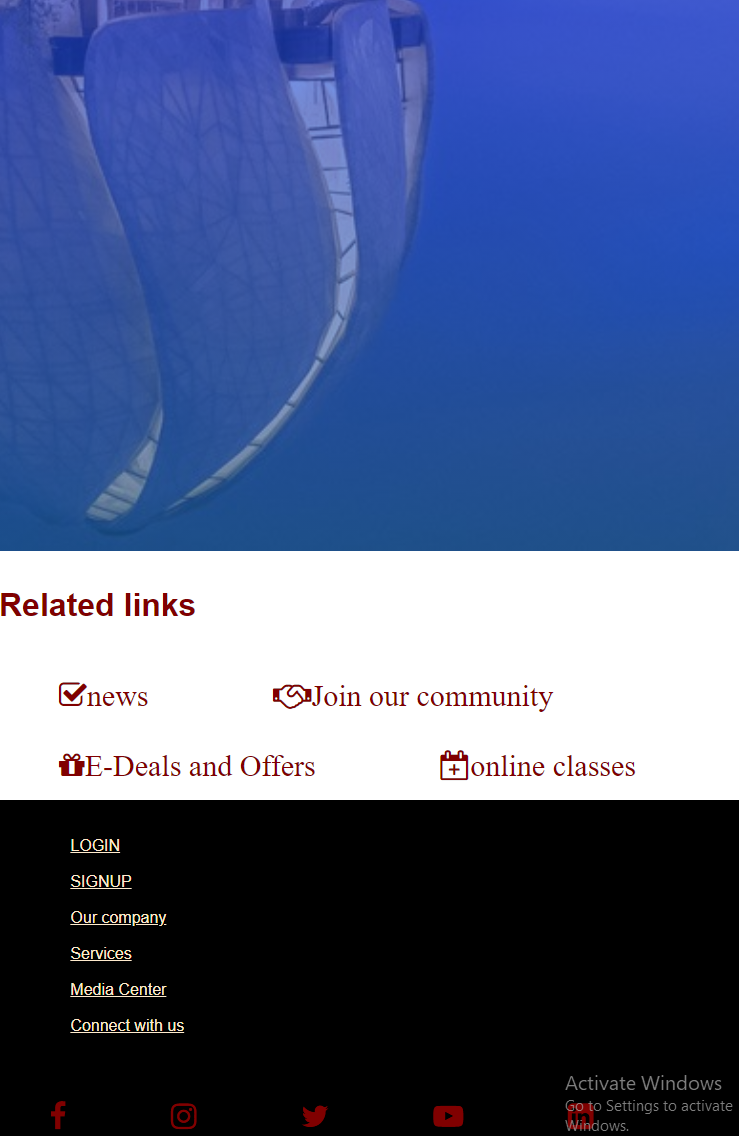 Related links
news
Join our community
E-Deals and Offers
online classes
LOGIN
SIGNUP
Our company
Services
Media Center
Connect with us
Activate Windows
Go to Settings to activate
Windows.